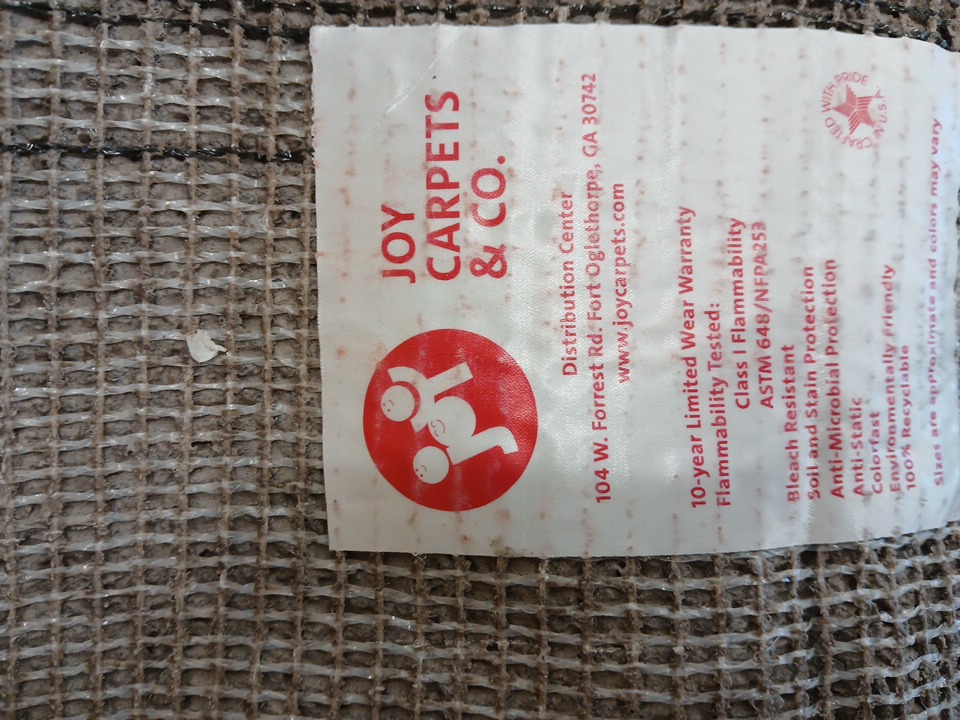 JOY
CARPETS
& CO.
Distribution Center
104 W. Forrest Rd. Fort Oglethorpe, GA 30742
www.joycarpets.com
10-year Limited Wear Warranty
Flammability Tested:
Class I Flammability
ASTM 648/NFPA253
Bleach Resistant
Soil and Stain Protection
Anti-Microbial Protection
Anti-Static
Colorfast
Environmentally Friendly
100% Recyclable
Sizes are approximate and colors may vary
CRAFTED WITH PRIDE
IN U.S.A.